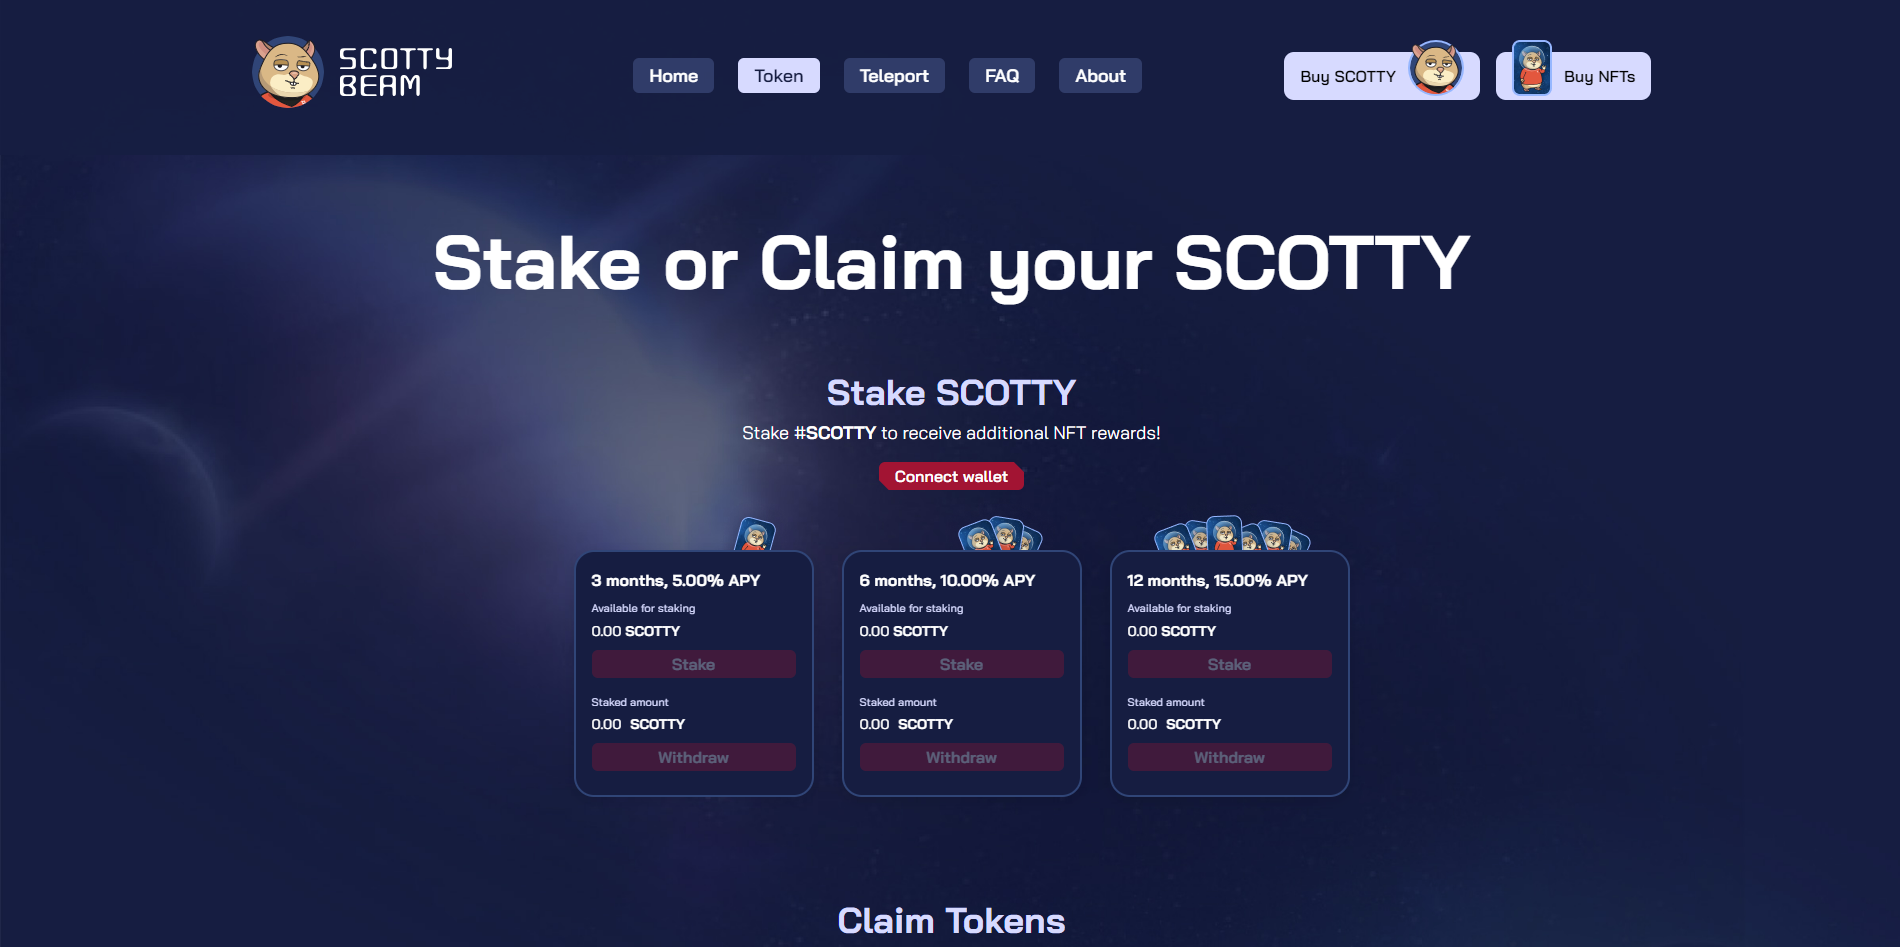 SCOTTY
BEAM
Home
Token
Teleport
FAQ
About
Buy SCOTTY
Buy NFTs
Stake or Claim your SCOTTY
Stake SCOTTY
Stake #SCOTTY to receive additional NFT rewards!
Connect wallet
3 months, 5.00% APY
Available for staking
0.00 SCOTTY
Stake
Staked amount
0.00 SCOTTY
Withdraw
6 months, 10.00% APY
Available for staking
0.00 SCOTTY
Stake
Staked amount
0.00 SCOTTY
Withdraw
12 months, 15.00% APY
Available for staking
0.00 SCOTTY
Stake
Staked amount
0.00 SCOTTY
Withdraw
Claim Tokens